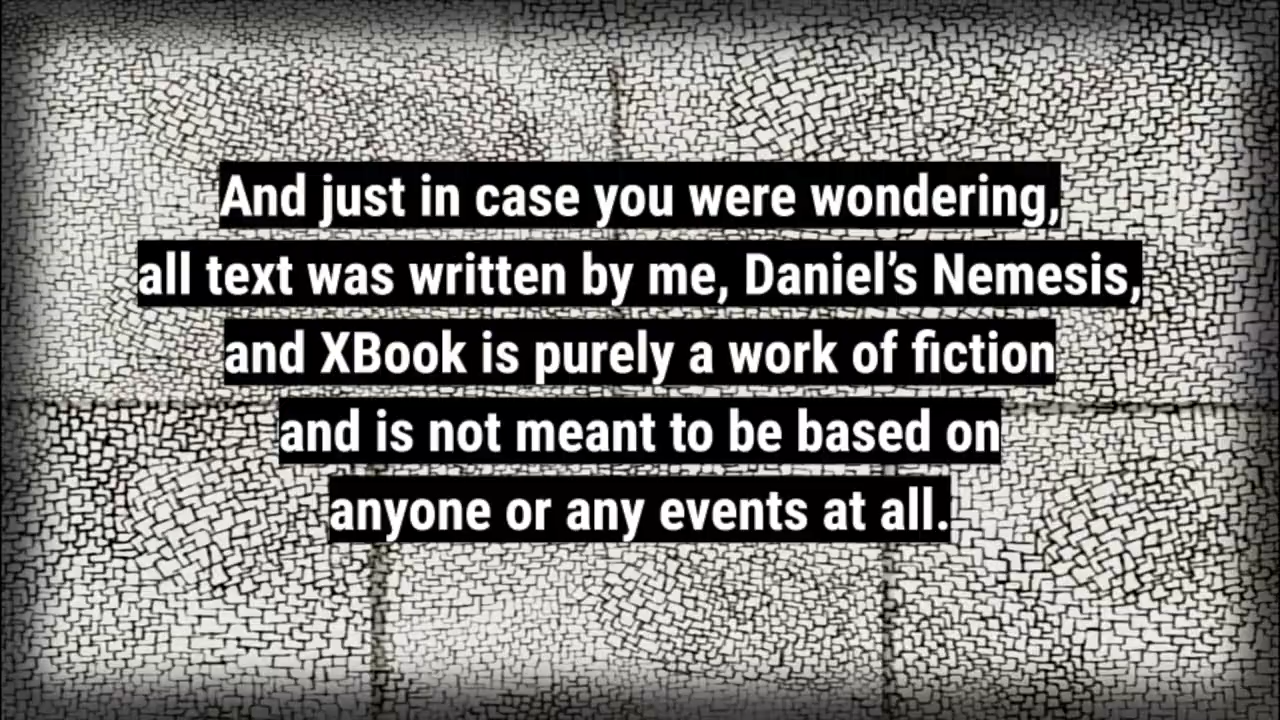 And just in case you were wondering,
all text was written by me, Daniel’s Nemesis,
and XBook is purely a work of fiction
and is not meant to be based on
anyone or any events at all.